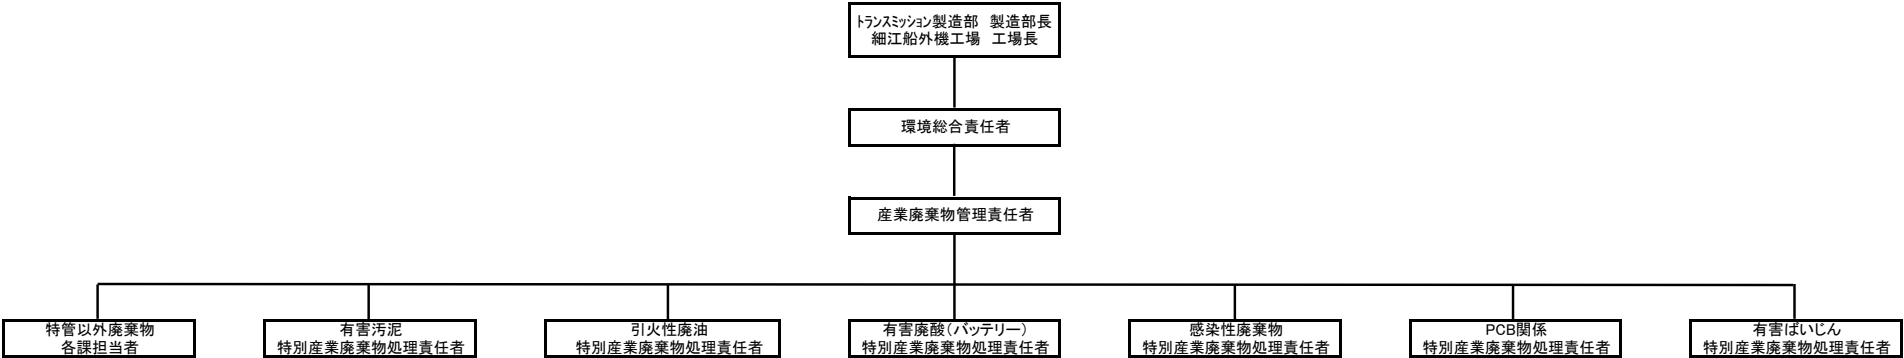 ﾄﾗﾝｽﾐｯｼｮﾝ製造部　製造部長
細江船外機工場　工場長
環境総合責任者
産業廃棄物管理責任者
特管以外廃棄物
各課担当者
有害汚泥
特別産業廃棄物処理責任者
引火性廃油
特別産業廃棄物処理責任者
有害廃酸（バッテリー）
特別産業廃棄物処理責任者
感染性廃棄物
特別産業廃棄物処理責任者
PCB関係
特別産業廃棄物処理責任者
有害ばいじん
特別産業廃棄物処理責任者